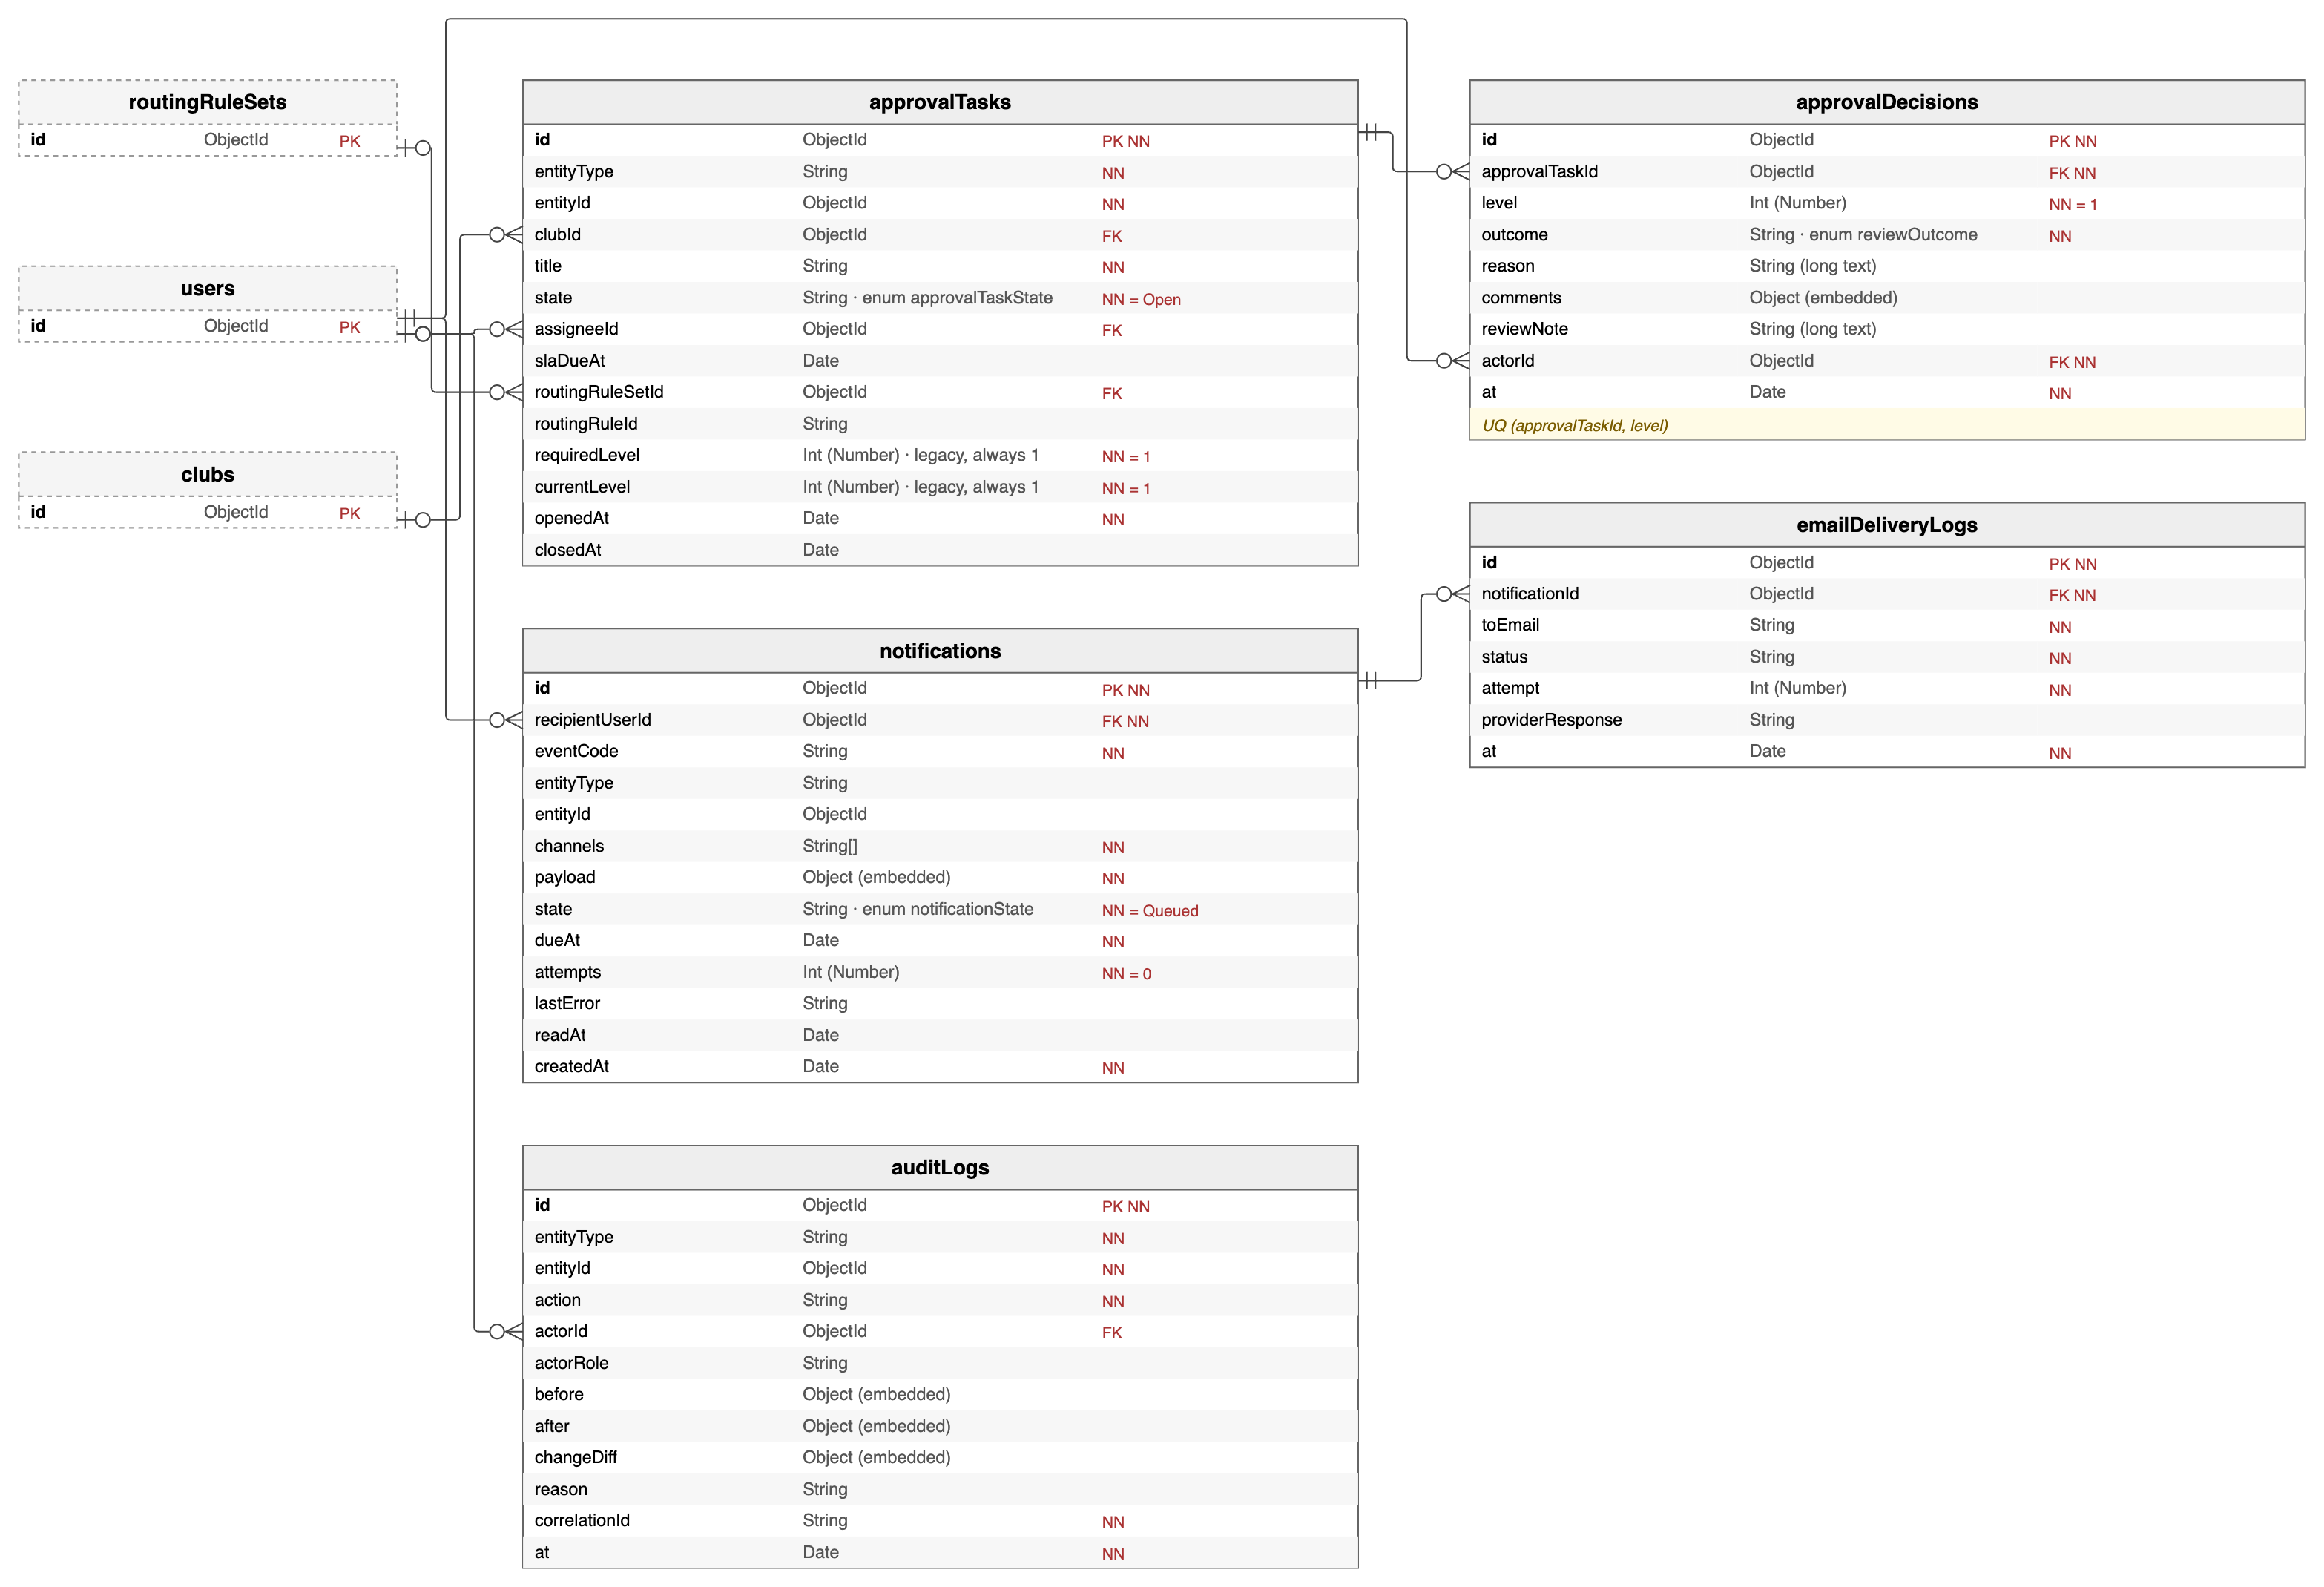 routingRuleSets
id ObjectId PK
users
id ObjectId PK
clubs
id ObjectId PK
approvalTasks
id ObjectId PK NN
entityType String NN
entityId ObjectId NN
clubId ObjectId FK
title String NN
state String · enum approvalTaskState NN = Open
assigneeId ObjectId FK
slaDueAt Date
routingRuleSetId ObjectId FK
routingRuleId String
requiredLevel Int (Number) · legacy, always 1 NN = 1
currentLevel Int (Number) · legacy, always 1 NN = 1
openedAt Date NN
closedAt Date
notifications
id ObjectId PK NN
recipientUserId ObjectId FK NN
eventCode String NN
entityType String
entityId ObjectId
channels String[] NN
payload Object (embedded) NN
state String · enum notificationState NN = Queued
dueAt Date NN
attempts Int (Number) NN = 0
lastError String
readAt Date
createdAt Date NN
auditLogs
id ObjectId PK NN
entityType String NN
entityId ObjectId NN
action String NN
actorId ObjectId FK
actorRole String
before Object (embedded)
after Object (embedded)
changeDiff Object (embedded)
reason String
correlationId String NN
at Date NN
approvalDecisions
id ObjectId PK NN
approvalTaskId ObjectId FK NN
level Int (Number) NN = 1
outcome String · enum reviewOutcome NN
reason String (long text)
comments Object (embedded)
reviewNote String (long text)
actorId ObjectId FK NN
at Date NN
UQ (approvalTaskId, level)
emailDeliveryLogs
id ObjectId PK NN
notificationId ObjectId FK NN
toEmail String NN
status String NN
attempt Int (Number) NN
providerResponse String
at Date NN